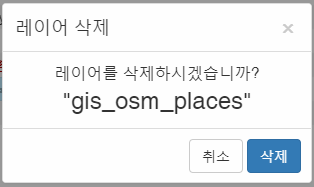 레이어 삭제 ×
레이어를 삭제하시겠습니까?
"gis_osm_places"
취소 삭제